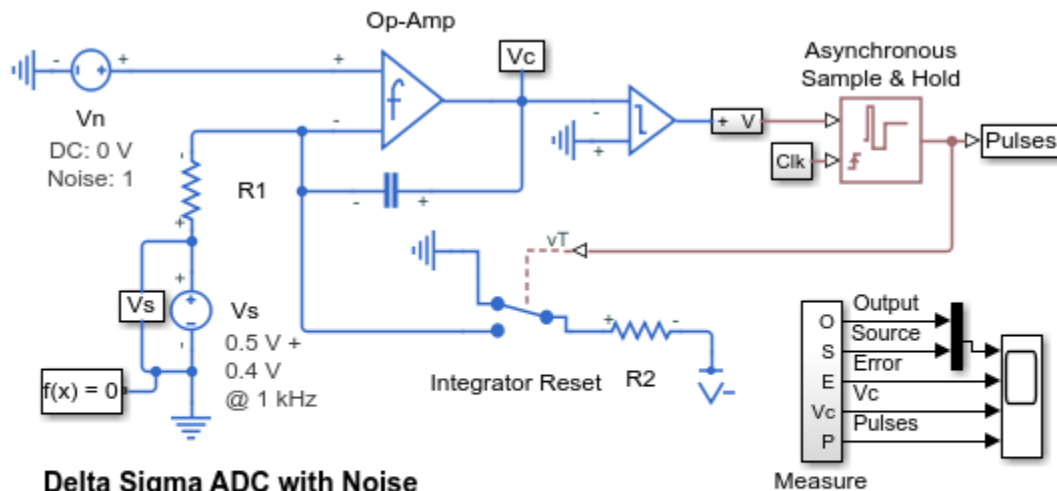 Op-Amp
Vc
Asynchronous
Sample & Hold
- + + - + - + V
Vn
DC: 0 V
Noise: 1
Clk
Pulses
R1
- +
vT
Vs
Vs
0.5 V +
0.4 V
@ 1 kHz
f(x) = 0
Integrator Reset
+ R2 -
V-
O Output
S Source
E Error
Vc Vc
P Pulses
Measure
Delta Sigma ADC with Noise